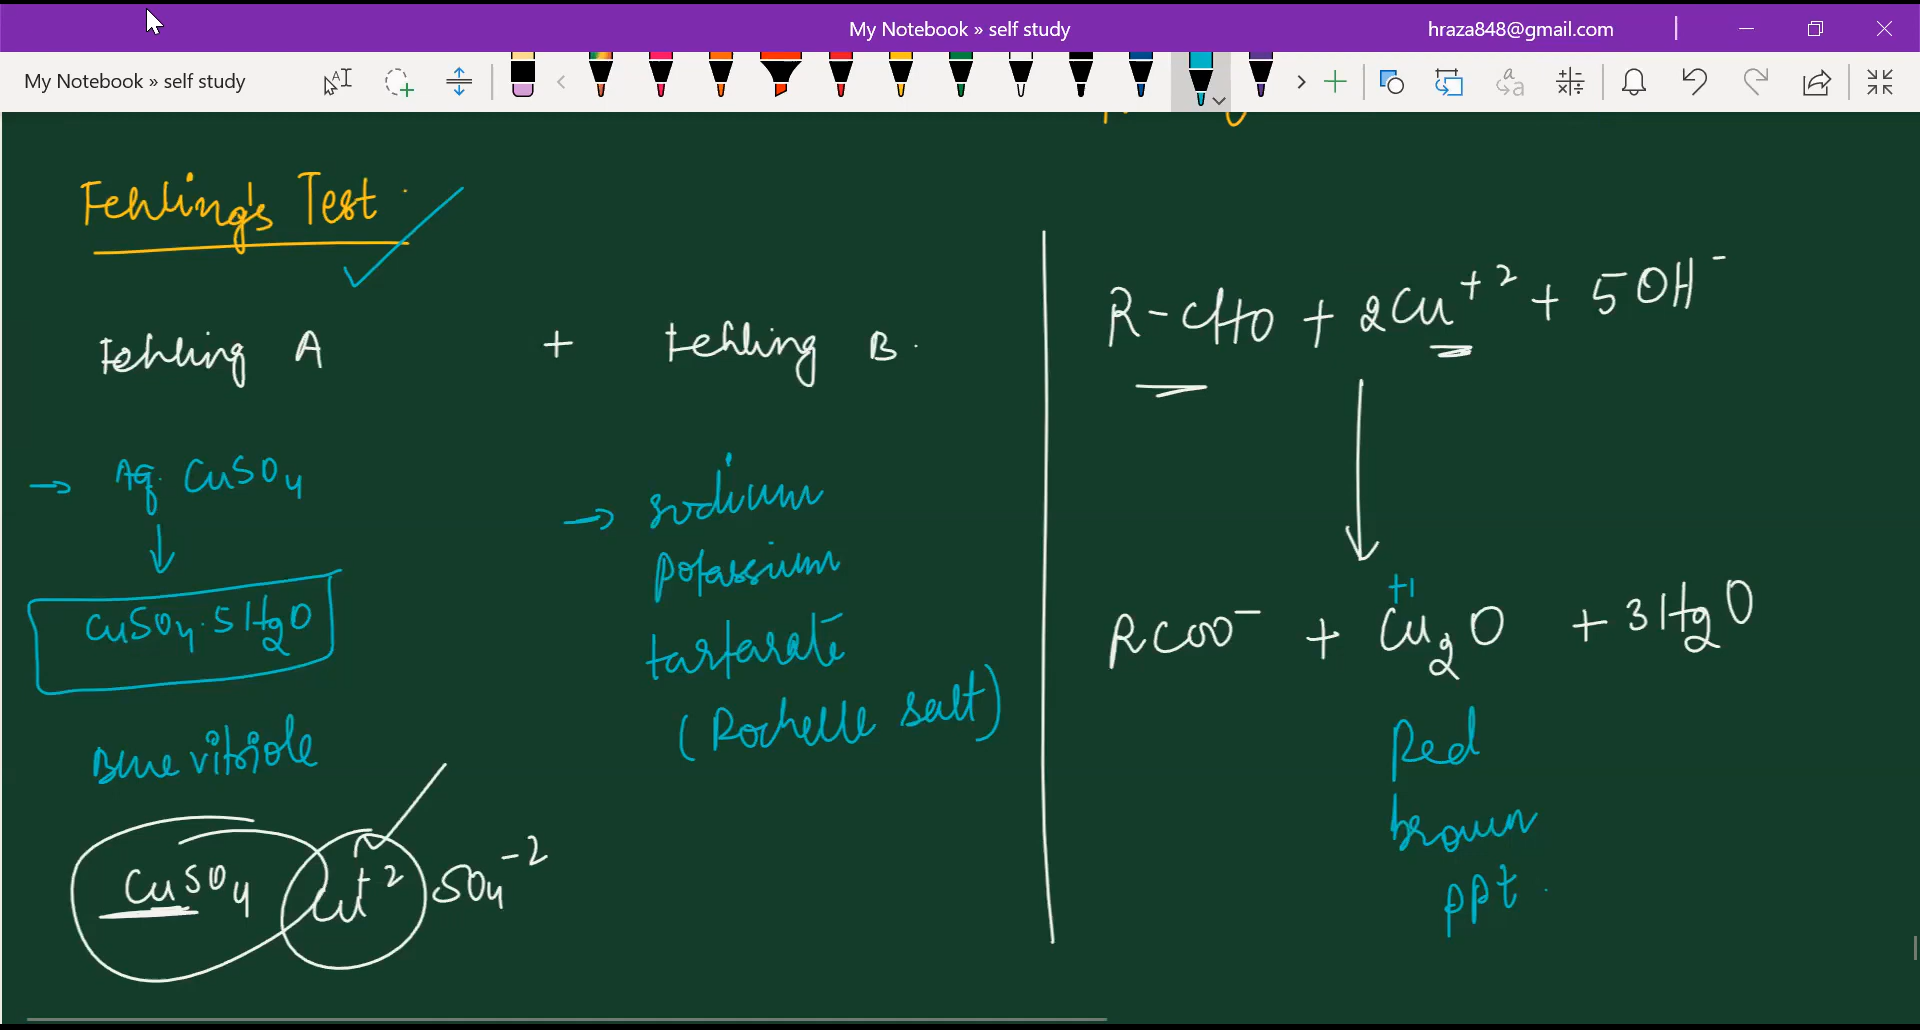 My Notebook » self study
hraza848@gmail.com
My Notebook » self study
Fehling's Test
Fehling A + Fehling B
→ Aq. CuSO4
CuSO4.5H2O
Blue vitriole
CuSO4 Cu+2 SO4-2
→ sodium
potassium
tartarate
(Rochelle salt)
R-CHO + 2Cu+2 + 5OH-
+1
RCOO- + Cu2O + 3H2O
Red
brown
ppt.